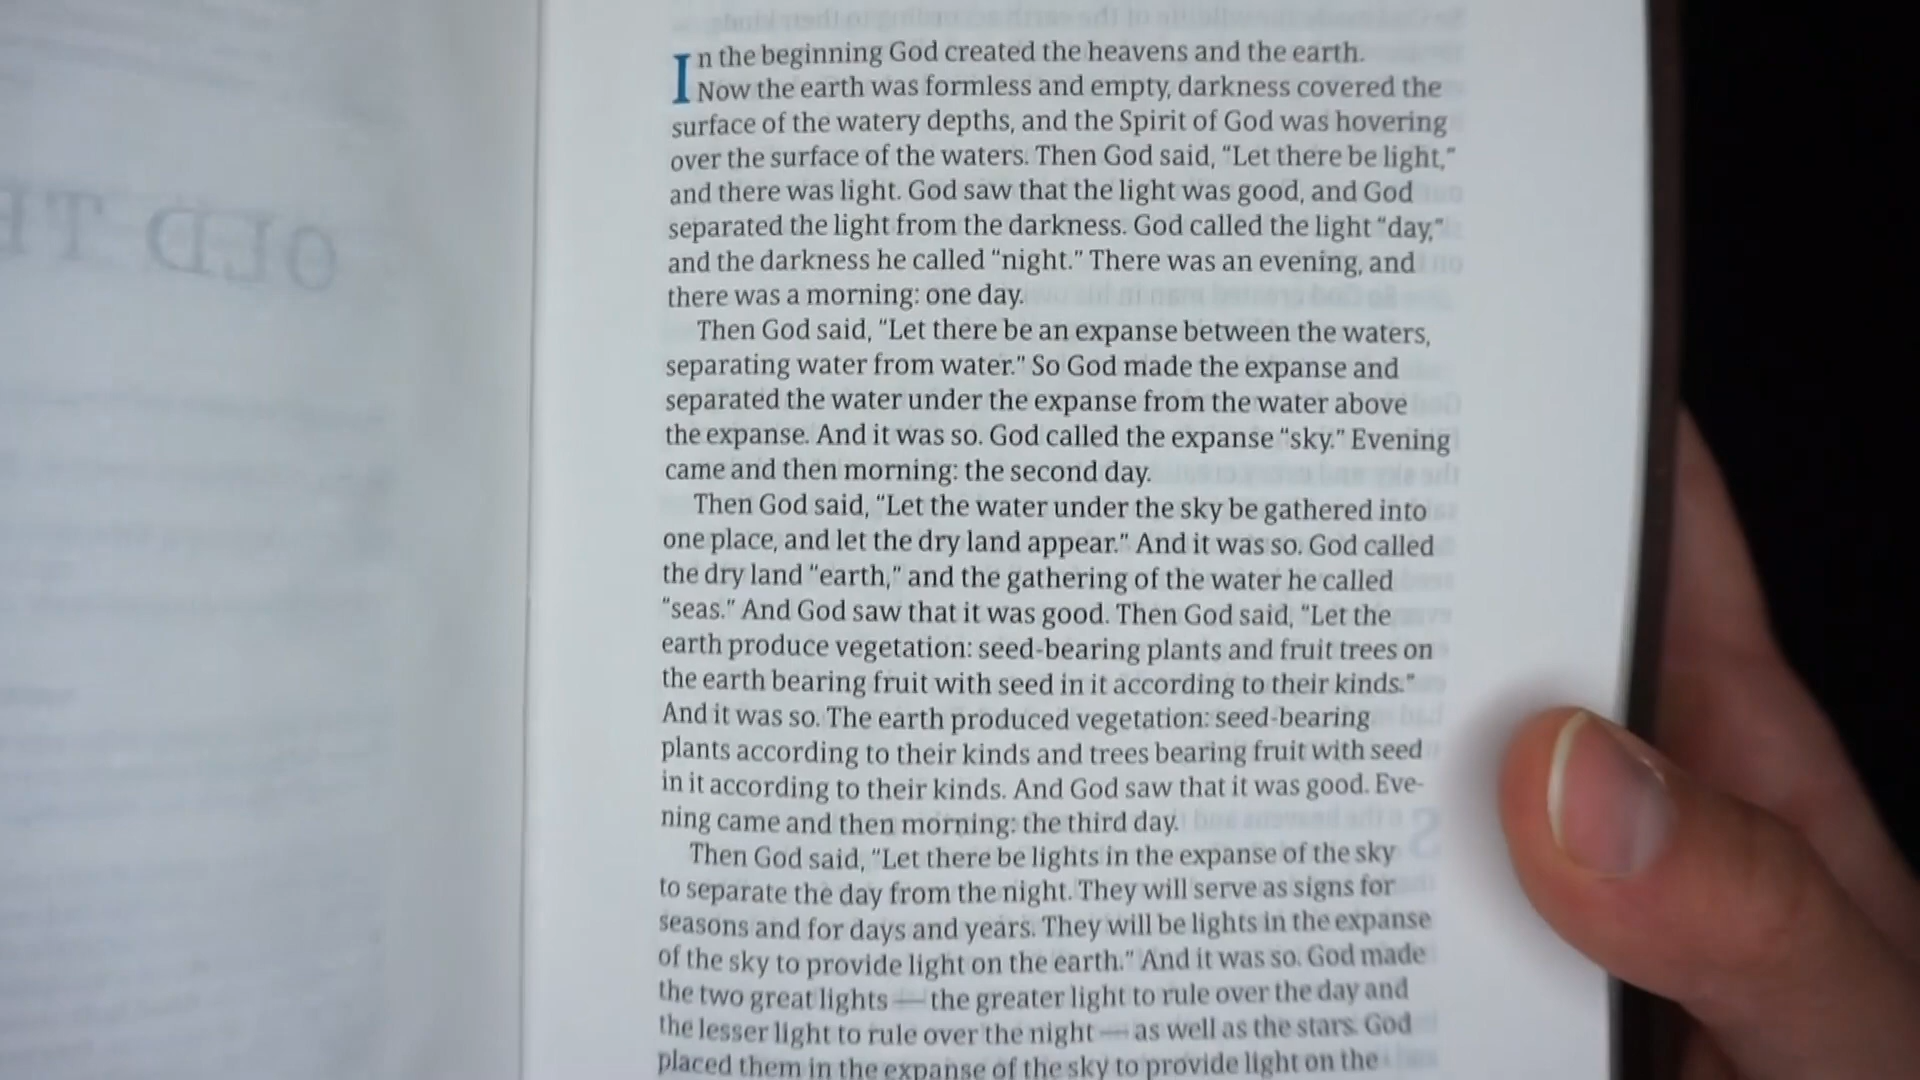 In the beginning God created the heavens and the earth.
Now the earth was formless and empty, darkness covered the
surface of the watery depths, and the Spirit of God was hovering
over the surface of the waters. Then God said, “Let there be light,”
and there was light. God saw that the light was good, and God
separated the light from the darkness. God called the light “day,”
and the darkness he called “night.” There was an evening, and
there was a morning: one day.
Then God said, “Let there be an expanse between the waters,
separating water from water.” So God made the expanse and
separated the water under the expanse from the water above
the expanse. And it was so. God called the expanse “sky.” Evening
came and then morning: the second day.
Then God said, “Let the water under the sky be gathered into
one place, and let the dry land appear.” And it was so. God called
the dry land “earth,” and the gathering of the water he called
“seas.” And God saw that it was good. Then God said, “Let the
earth produce vegetation: seed-bearing plants and fruit trees on
the earth bearing fruit with seed in it according to their kinds.”
And it was so. The earth produced vegetation: seed-bearing
plants according to their kinds and trees bearing fruit with seed
in it according to their kinds. And God saw that it was good. Eve-
ning came and then morning: the third day.
Then God said, “Let there be lights in the expanse of the sky
to separate the day from the night. They will serve as signs for
seasons and for days and years. They will be lights in the expanse
of the sky to provide light on the earth.” And it was so. God made
the two great lights — the greater light to rule over the day and
the lesser light to rule over the night — as well as the stars. God
placed them in the expanse of the sky to provide light on the